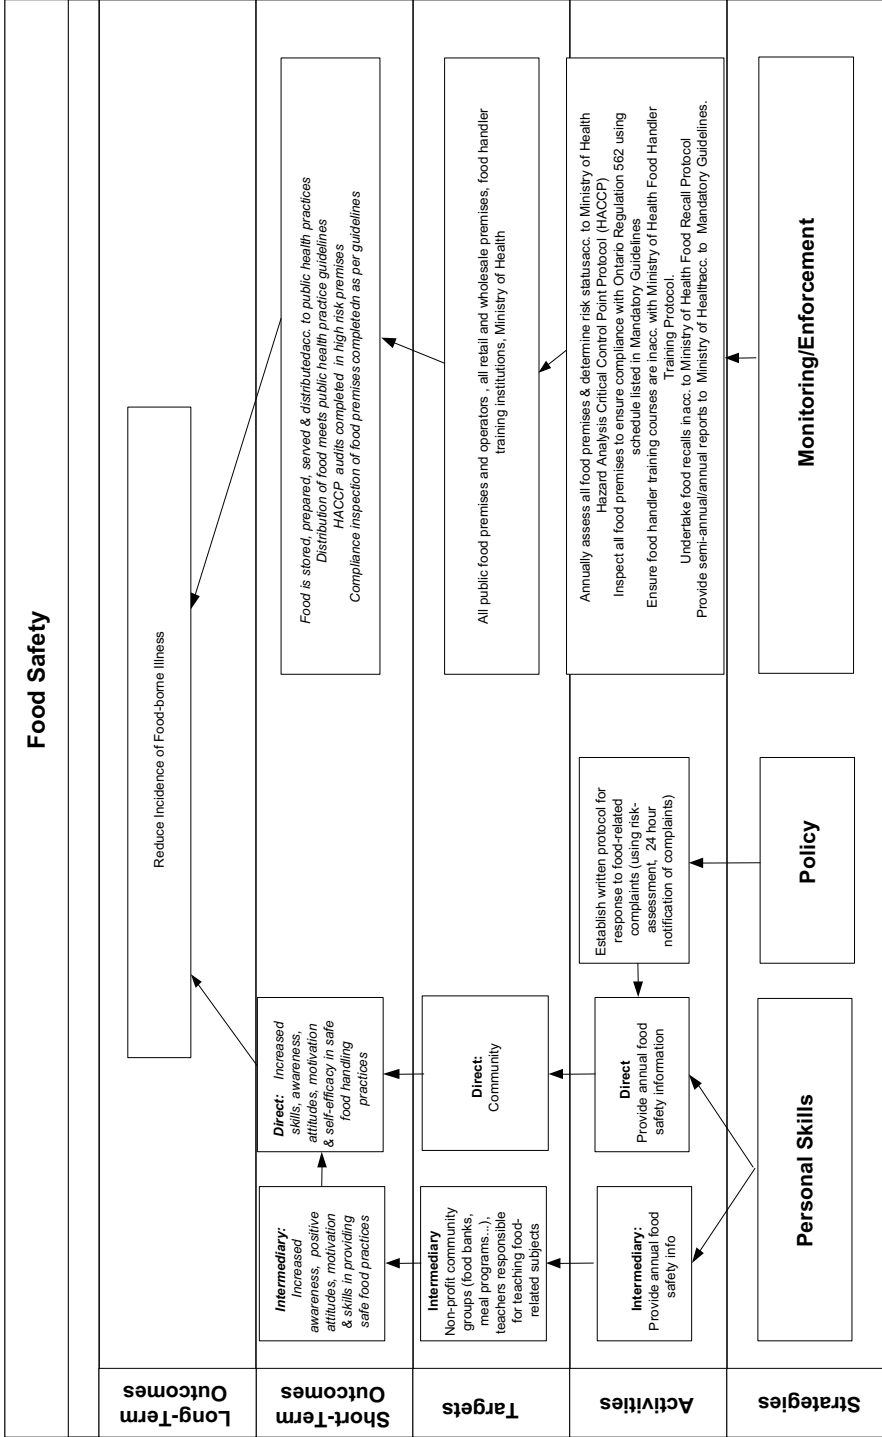 Food Safety
Long-Term
Outcomes
Reduce Incidence of Food-borne Illness
Short-Term
Outcomes
Intermediary:
Increased
awareness, positive
attitudes, motivation
& skills in providing
safe food practices
Direct: Increased
skills, awareness,
attitudes, motivation
& self-efficacy in safe
food handling
practices
Food is stored, prepared, served & distributedacc. to public health practices
Distribution of food meets public health practice guidelines
HACCP audits completed in high risk premises
Compliance inspection of food premises completedn as per guidelines
Targets
Intermediary
Non-profit community
groups (food banks,
meal programs...),
teachers responsible
for teaching food-
related subjects
Direct:
Community
All public food premises and operators , all retail and wholesale premises, food handler
training institutions, Ministry of Health
Activities
Intermediary:
Provide annual food
safety info
Direct
Provide annual food
safety information
Establish written protocol for
response to food-related
complaints (using risk-
assessment, 24 hour
notification of complaints)
Annually assess all food premises & determine risk statusacc. to Ministry of Health
Hazard Analysis Critical Control Point Protocol (HACCP)
Inspect all food premises to ensure compliance with Ontario Regulation 562 using
schedule listed in Mandatory Guidelines
Ensure food handler training courses are inacc. with Ministry of Health Food Handler
Training Protocol.
Undertake food recalls inacc. to Ministry of Health Food Recall Protocol
Provide semi-annual/annual reports to Ministry of Healthacc. to Mandatory Guidelines.
Strategies
Personal Skills
Policy
Monitoring/Enforcement